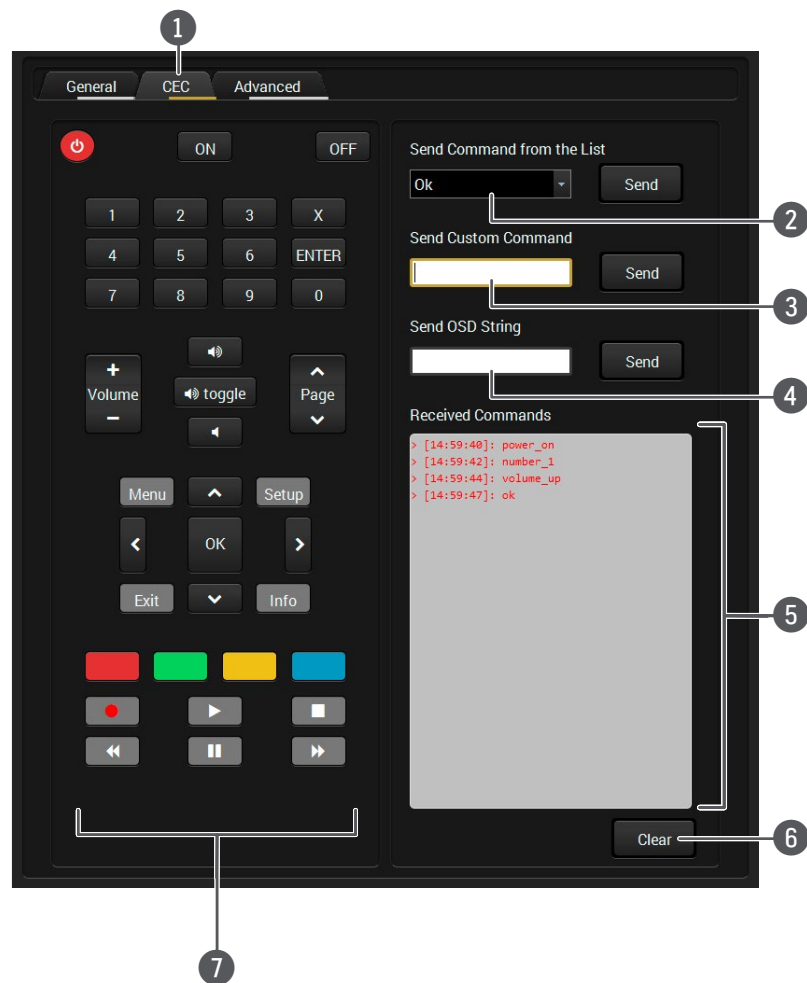 1
General CEC Advanced
ON OFF
1 2 3 X
4 5 6 ENTER
7 8 9 0
+
Volume
−
toggle
Page
Menu Setup
OK
Exit Info
7
Send Command from the List
Ok Send
2
Send Custom Command
Send
3
Send OSD String
Send
4
Received Commands
> [14:59:40]: power_on
> [14:59:42]: number_1
> [14:59:44]: volume_up
> [14:59:47]: ok
5
Clear
6